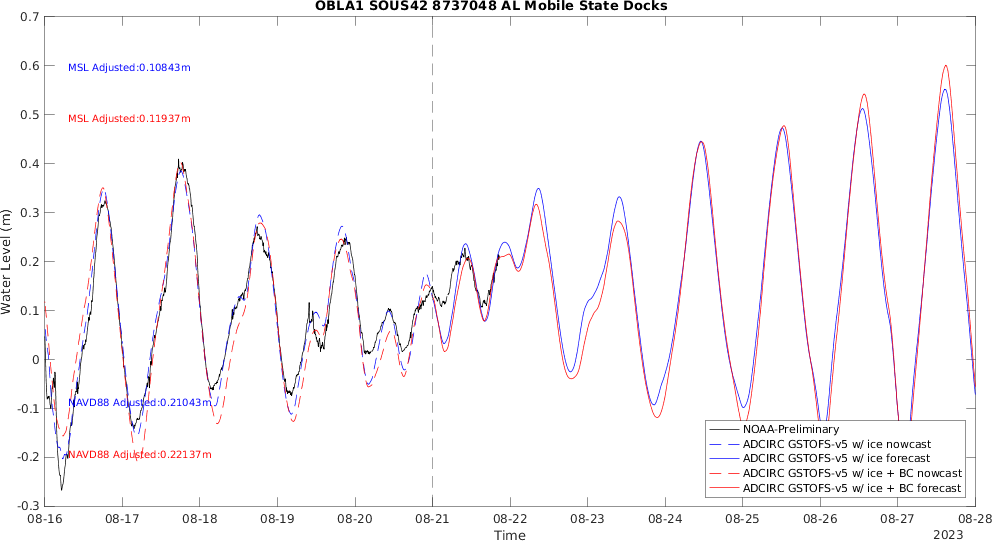 OBLA1 SOUS42 8737048 AL Mobile State Docks
0.7
0.6
0.5
0.4
0.3
0.2
0.1
0
-0.1
-0.2
-0.3
Water Level (m)
MSL Adjusted:0.10843m
MSL Adjusted:0.11937m
NAVD88 Adjusted:0.21043m
NAVD88 Adjusted:0.22137m
NOAA-Preliminary
ADCIRC GSTOFS-v5 w/ ice nowcast
ADCIRC GSTOFS-v5 w/ ice forecast
ADCIRC GSTOFS-v5 w/ ice + BC nowcast
ADCIRC GSTOFS-v5 w/ ice + BC forecast
08-16 08-17 08-18 08-19 08-20 08-21 08-22 08-23 08-24 08-25 08-26 08-27 08-28
Time
2023